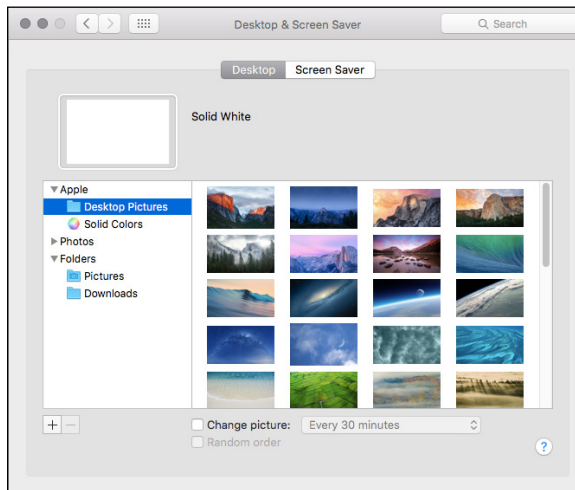 Desktop & Screen Saver
Search
Desktop
Screen Saver
Solid White
Apple
Desktop Pictures
Solid Colors
Photos
Folders
Pictures
Downloads
+ −
Change picture: Every 30 minutes
Random order
?